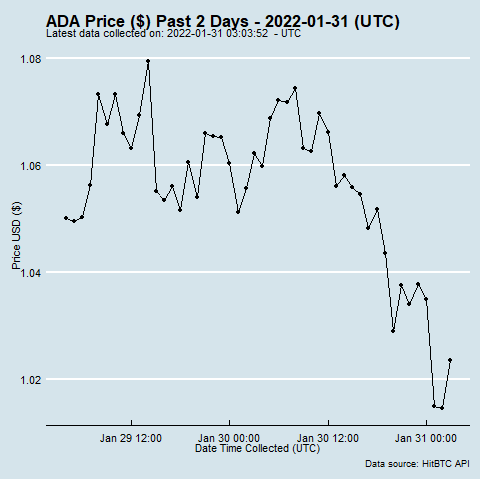 ADA Price ($) Past 2 Days - 2022-01-31 (UTC)
Latest data collected on: 2022-01-31 03:03:52 - UTC
1.08
1.06
1.04
1.02
Price USD ($)
Jan 29 12:00 Jan 30 00:00 Jan 30 12:00 Jan 31 00:00
Date Time Collected (UTC)
Data source: HitBTC API